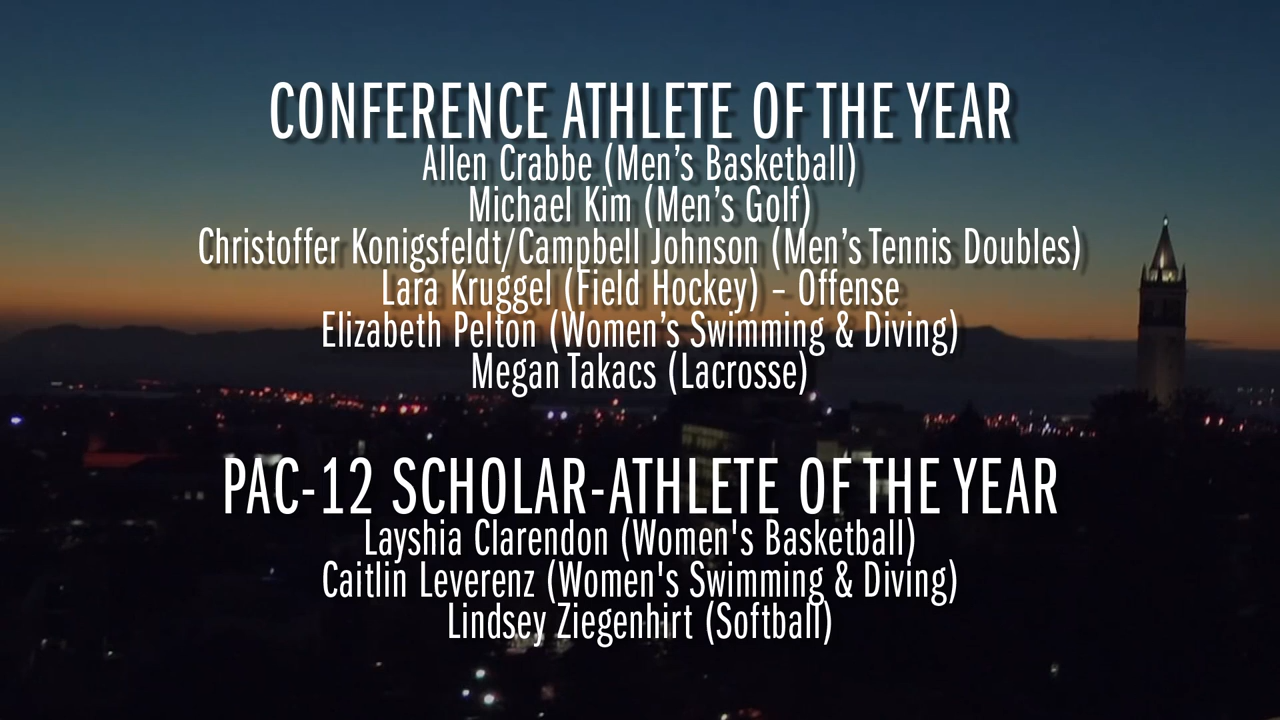 CONFERENCE ATHLETE OF THE YEAR
Allen Crabbe (Men’s Basketball)
Michael Kim (Men’s Golf)
Christoffer Konigsfeldt/Campbell Johnson (Men’s Tennis Doubles)
Lara Kruggel (Field Hockey) – Offense
Elizabeth Pelton (Women’s Swimming & Diving)
Megan Takacs (Lacrosse)
PAC-12 SCHOLAR-ATHLETE OF THE YEAR
Layshia Clarendon (Women's Basketball)
Caitlin Leverenz (Women's Swimming & Diving)
Lindsey Ziegenhirt (Softball)